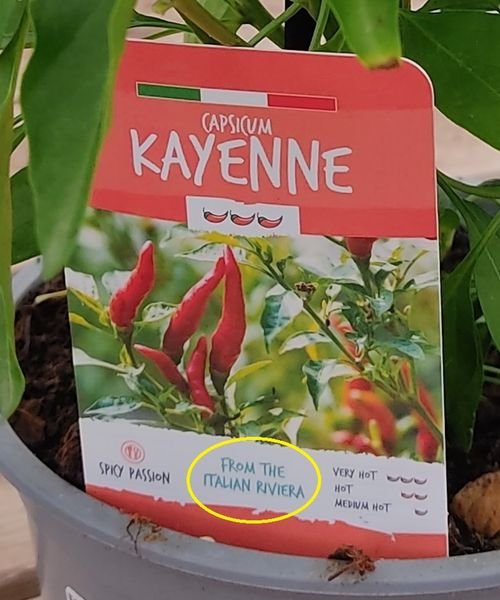 CAPSICUM
KAYENNE
SPICY PASSION
FROM THE
ITALIAN RIVIERA
VERY HOT
HOT
MEDIUM HOT